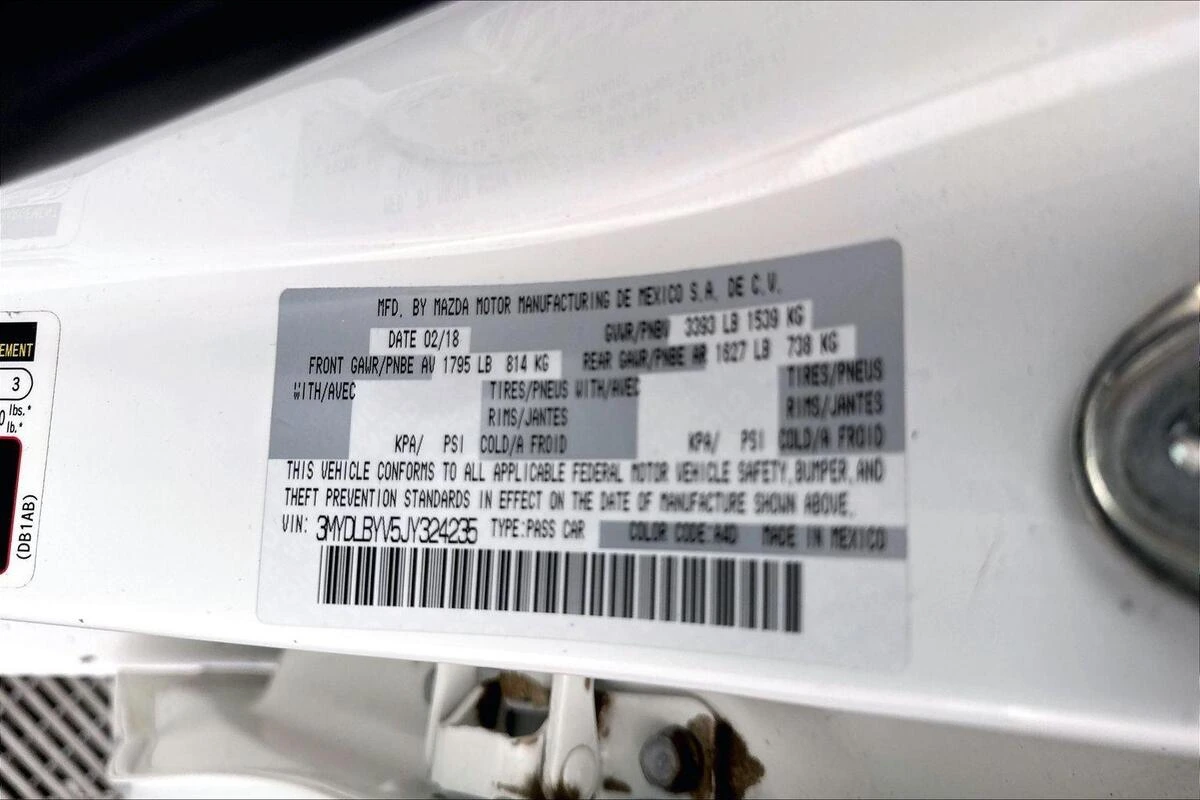 MFD. BY MAZDA MOTOR MANUFACTURING DE MEXICO S.A. DE C.V.
DATE 02/18 GVWR/PNBV 3393 LB 1539 KG
FRONT GAWR/PNBE AV 1795 LB 814 KG REAR GAWR/PNBE AR 1627 LB 738 KG
WITH/AVEC TIRES/PNEUS WITH/AVEC TIRES/PNEUS
RIMS/JANTES RIMS/JANTES
KPA/ PSI COLD/A FROID KPA/ PSI COLD/A FROID
THIS VEHICLE CONFORMS TO ALL APPLICABLE FEDERAL MOTOR VEHICLE SAFETY, BUMPER, AND
THEFT PREVENTION STANDARDS IN EFFECT ON THE DATE OF MANUFACTURE SHOWN ABOVE.
VIN: 3MYDLBYV5JY324235 TYPE:PASS CAR COLOR CODE:A4D MADE IN MEXICO
EMENT
3
0 lbs.*
lb.*
(DB1AB)